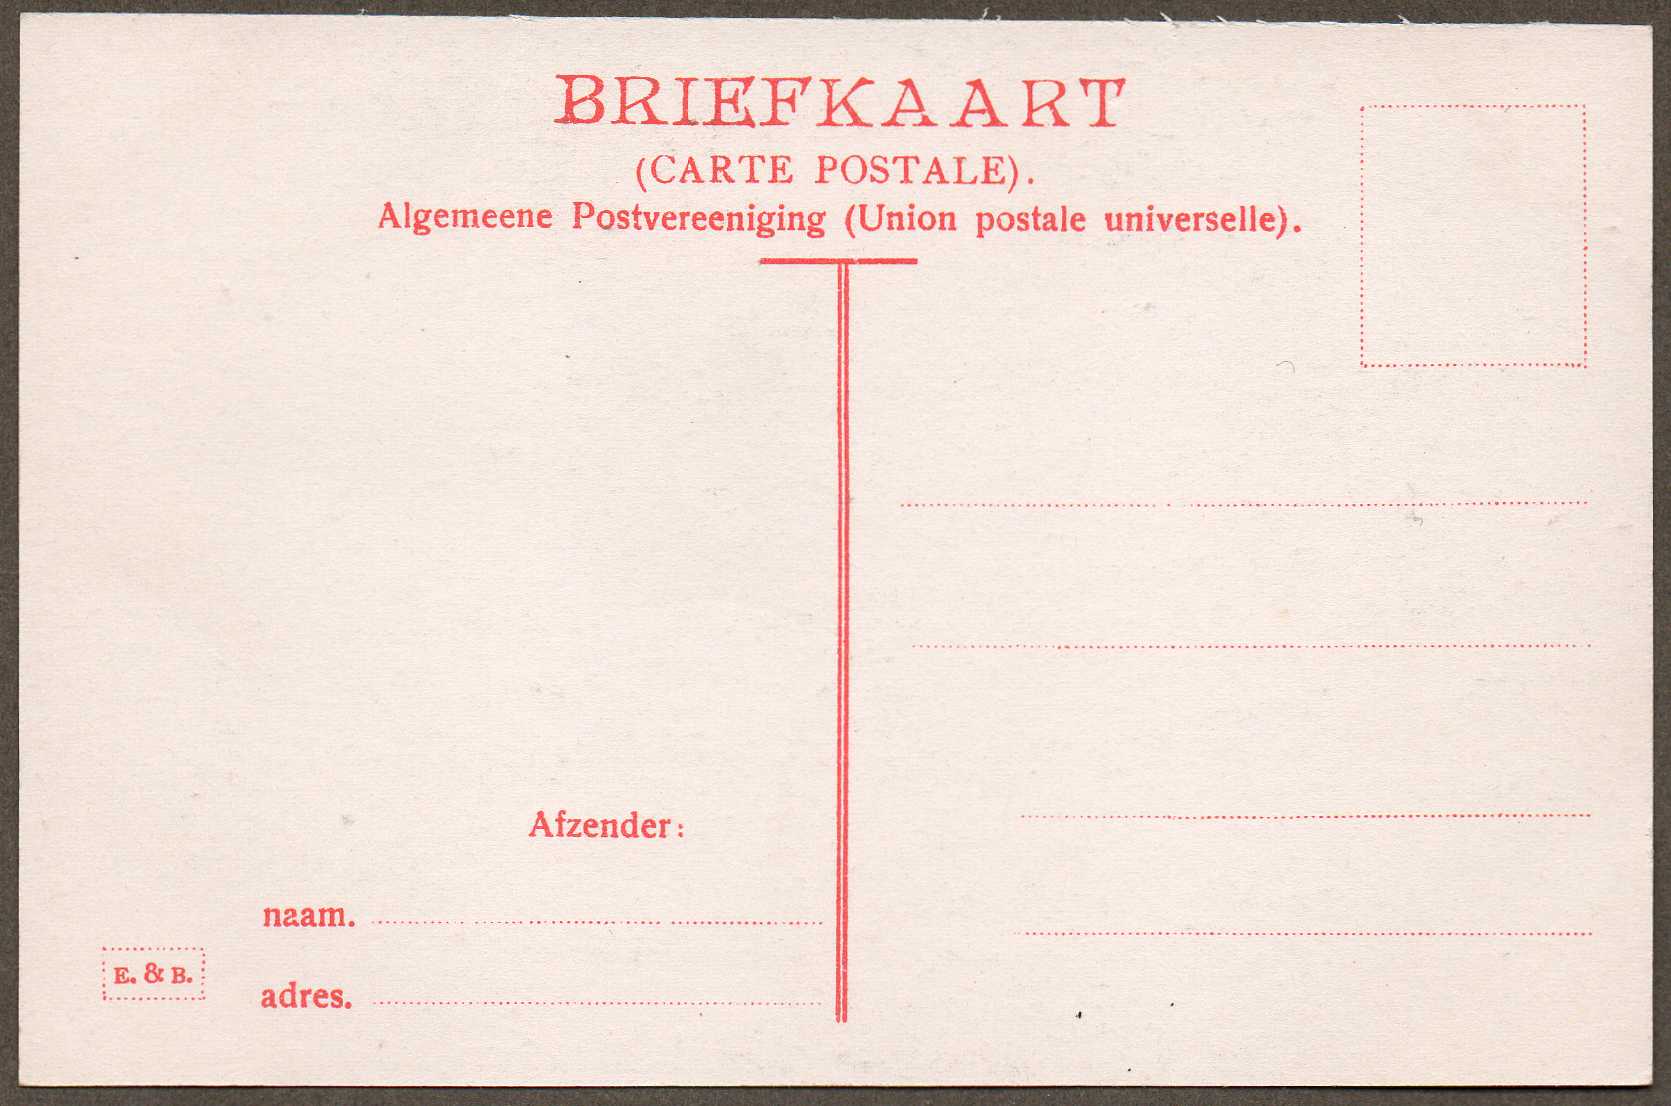 BRIEFKAART
(CARTE POSTALE).
Algemeene Postvereeniging (Union postale universelle).
Afzender:
naam.
adres.
E. & B.